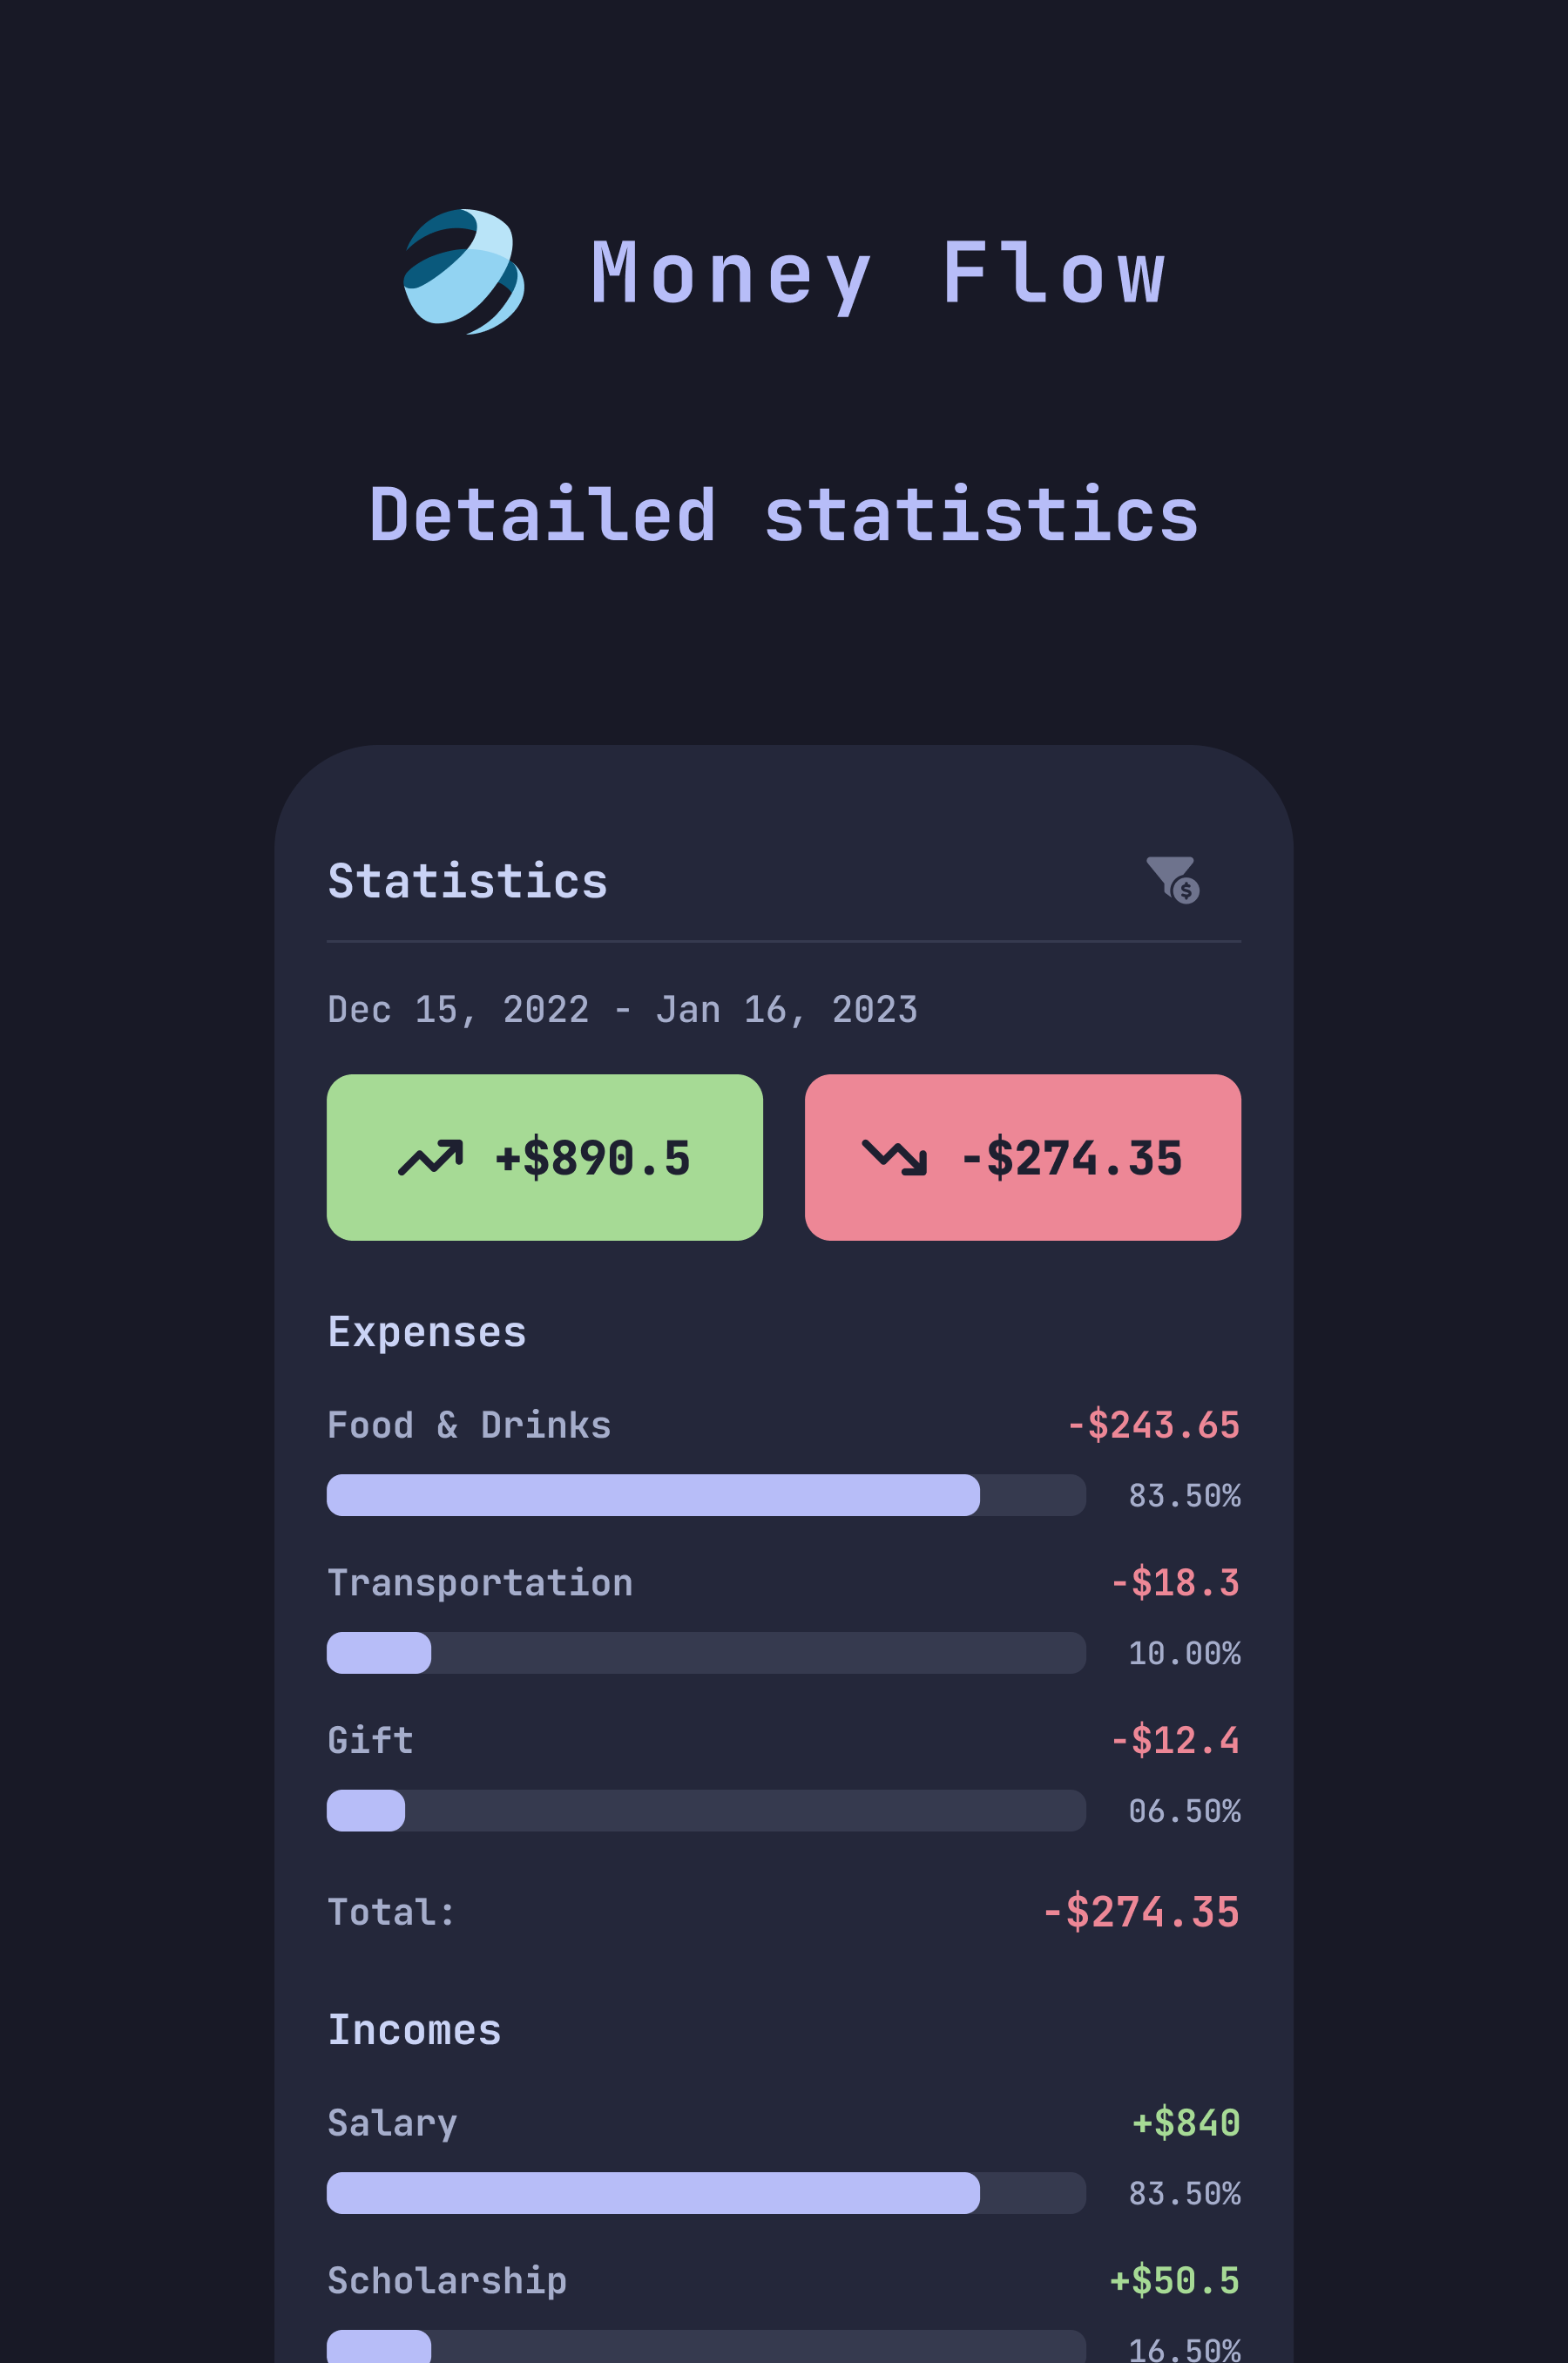 Money Flow
Detailed statistics
Statistics
$
Dec 15, 2022 - Jan 16, 2023
+$890.5 -$274.35
Expenses
Food & Drinks -$243.65
83.50%
Transportation -$18.3
10.00%
Gift -$12.4
06.50%
Total: -$274.35
Incomes
Salary +$840
83.50%
Scholarship +$50.5
16.50%